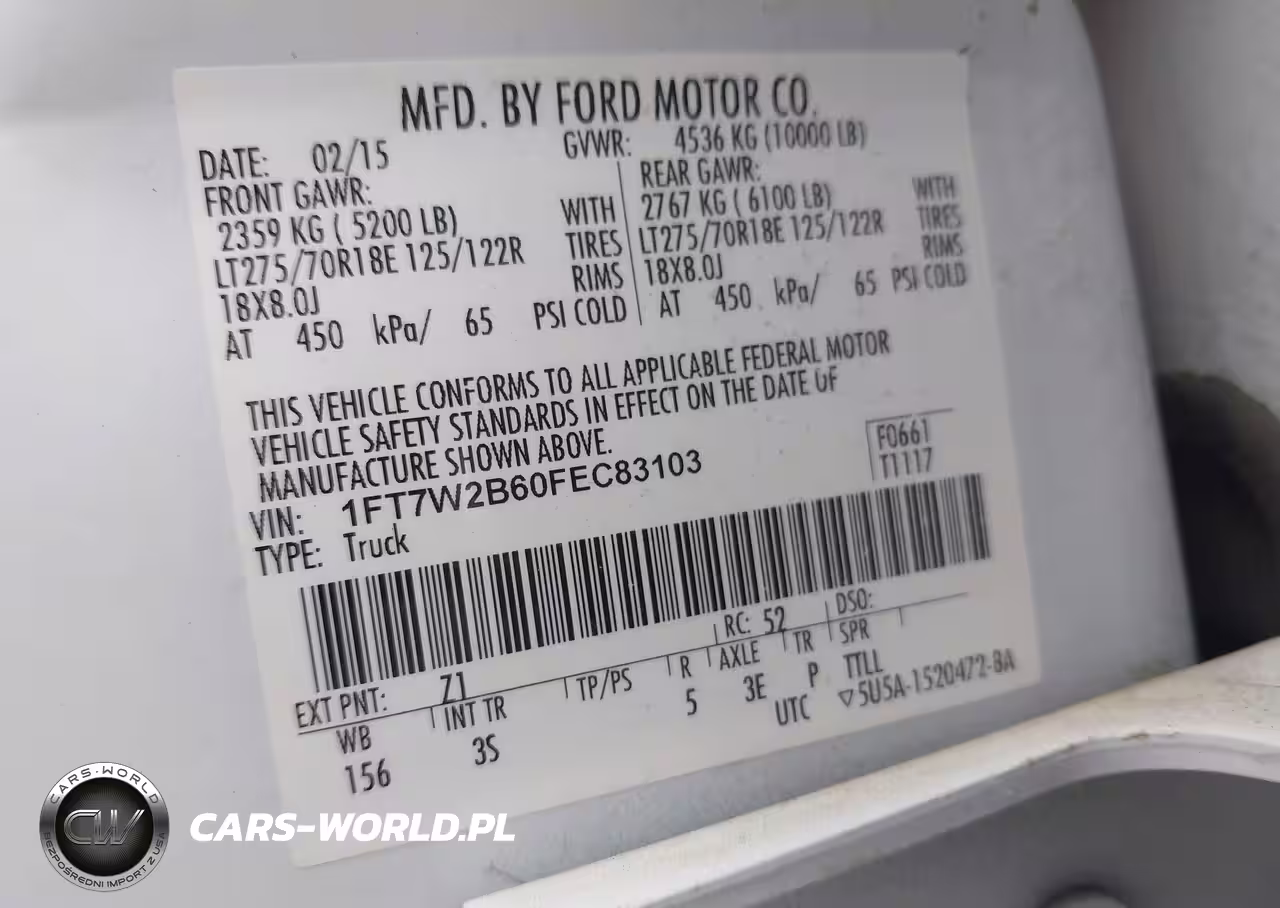 MFD. BY FORD MOTOR CO.
DATE: 02/15 GVWR: 4536 KG (10000 LB)
FRONT GAWR: REAR GAWR:
2359 KG ( 5200 LB) WITH 2767 KG ( 6100 LB) WITH
LT275/70R18E 125/122R TIRES LT275/70R18E 125/122R TIRES
18X8.0J RIMS 18X8.0J RIMS
AT 450 kPa/ 65 PSI COLD AT 450 kPa/ 65 PSI COLD
THIS VEHICLE CONFORMS TO ALL APPLICABLE FEDERAL MOTOR
VEHICLE SAFETY STANDARDS IN EFFECT ON THE DATE OF
MANUFACTURE SHOWN ABOVE.
VIN: 1FT7W2B60FEC83103
TYPE: Truck
F0661
T1117
EXT PNT: Z1 RC: 52 DSO:
WB INT TR TP/PS R AXLE TR SPR
156 3S 5 3E P TTLL
UTC ▽5U5A-1520472-BA
CARS-WORLD
CW
BEZPOŚREDNI IMPORT Z USA
CARS-WORLD.PL